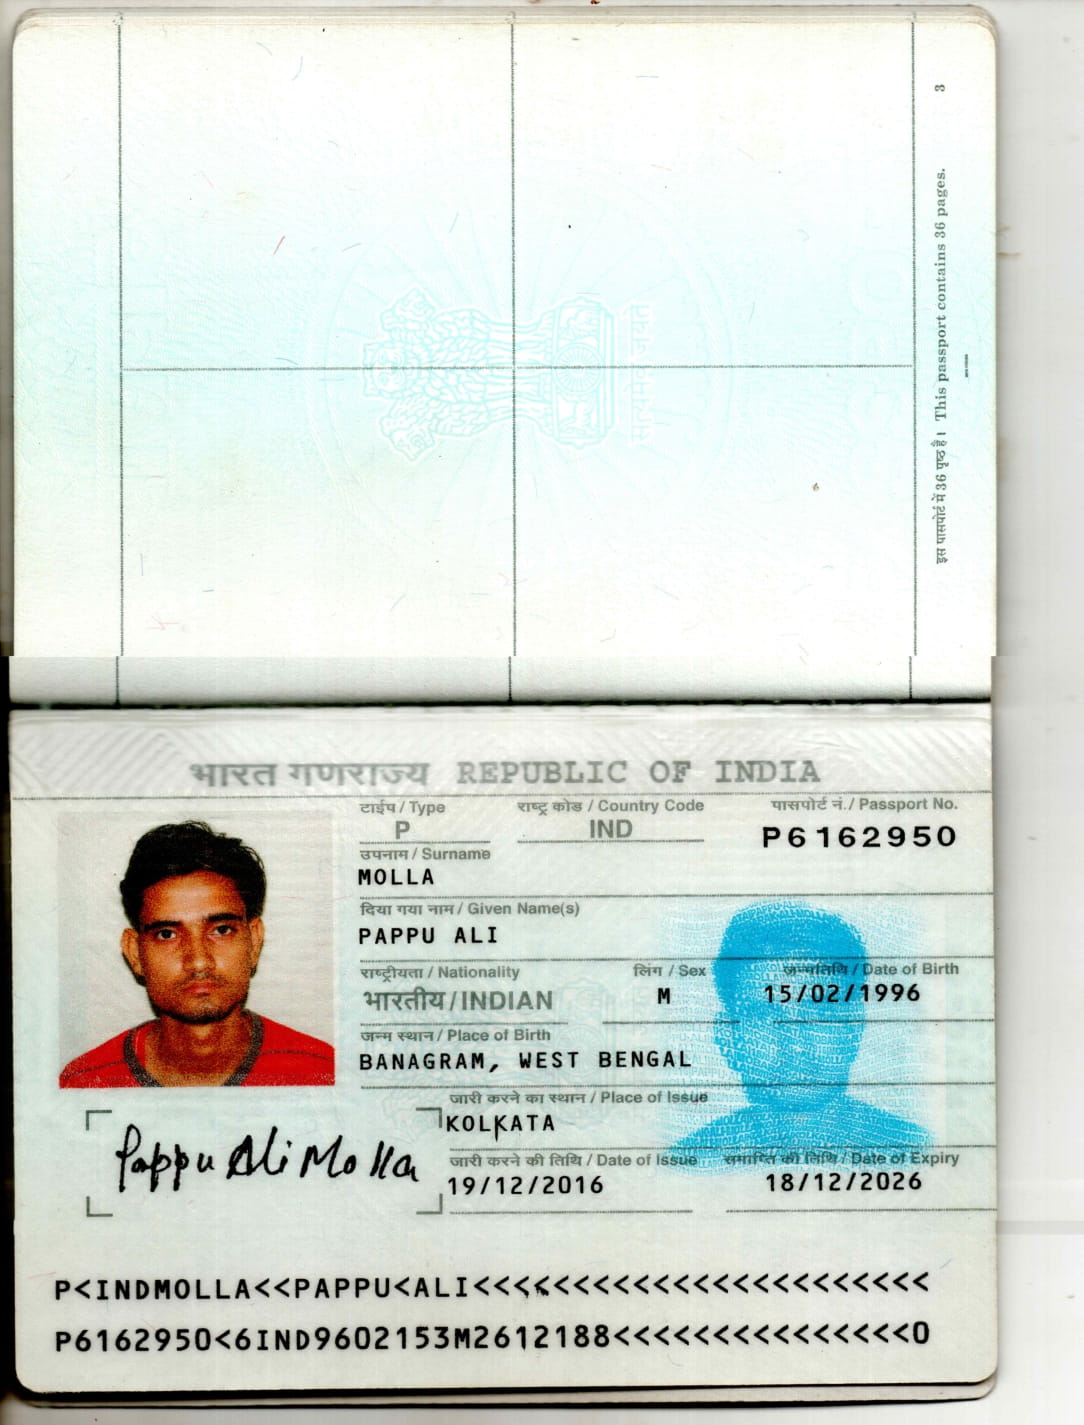 3
इस पासपोर्ट में 36 पृष्ठ हैं। This passport contains 36 pages.
भारत गणराज्य REPUBLIC OF INDIA
टाईप / Type राष्ट्र कोड / Country Code पासपोर्ट नं. / Passport No.
P IND P6162950
उपनाम / Surname
MOLLA
दिया गया नाम / Given Name(s)
PAPPU ALI
राष्ट्रीयता / Nationality लिंग / Sex जन्मतिथि / Date of Birth
भारतीय / INDIAN M 15/02/1996
जन्म स्थान / Place of Birth
BANAGRAM, WEST BENGAL
जारी करने का स्थान / Place of Issue
KOLKATA
Pappu Ali Molla
जारी करने की तिथि / Date of Issue समाप्ति की तिथि / Date of Expiry
19/12/2016 18/12/2026
P<INDMOLLA<<PAPPU<ALI<<<<<<<<<<<<<<<<<<<<<<<
P6162950<6IND9602153M2612188<<<<<<<<<<<<<<<0